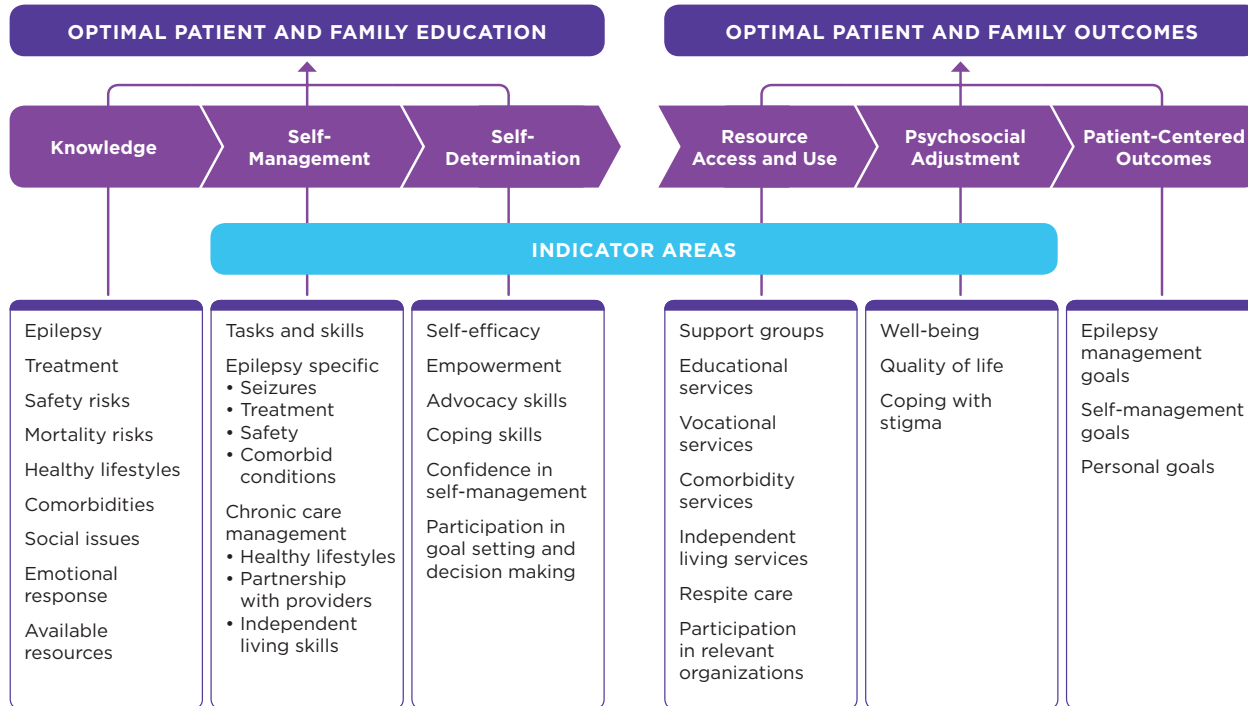 OPTIMAL PATIENT AND FAMILY EDUCATION
OPTIMAL PATIENT AND FAMILY OUTCOMES
Knowledge
Self-
Management
Self-
Determination
Resource
Access and Use
Psychosocial
Adjustment
Patient-Centered
Outcomes
INDICATOR AREAS
Epilepsy
Treatment
Safety risks
Mortality risks
Healthy lifestyles
Comorbidities
Social issues
Emotional
response
Available
resources
Tasks and skills
Epilepsy specific
• Seizures
• Treatment
• Safety
• Comorbid
conditions
Chronic care
management
• Healthy lifestyles
• Partnership
with providers
• Independent
living skills
Self-efficacy
Empowerment
Advocacy skills
Coping skills
Confidence in
self-management
Participation in
goal setting and
decision making
Support groups
Educational
services
Vocational
services
Comorbidity
services
Independent
living services
Respite care
Participation
in relevant
organizations
Well-being
Quality of life
Coping with
stigma
Epilepsy
management
goals
Self-management
goals
Personal goals